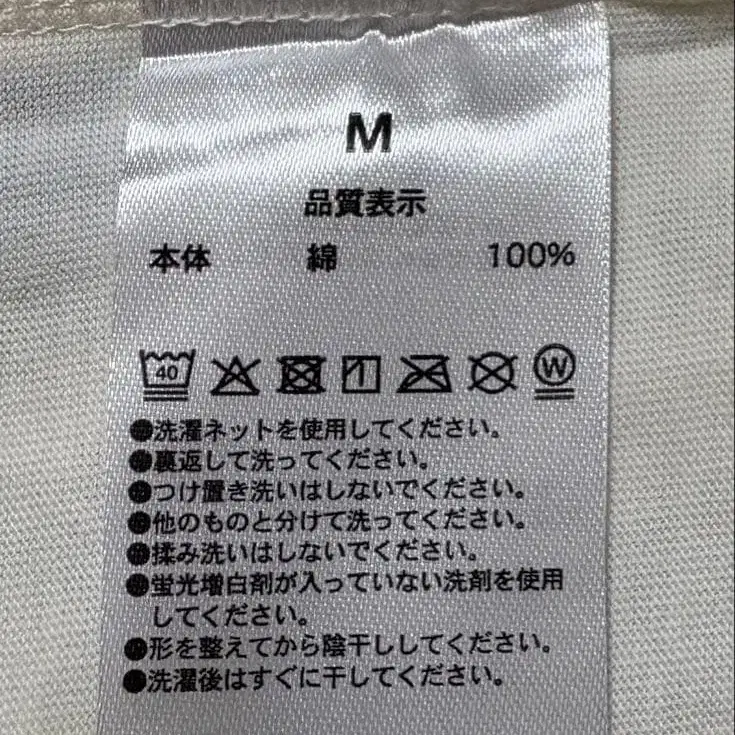 M
品質表示
本体 綿 100%
40 W
●洗濯ネットを使用してください。
●裏返して洗ってください。
●つけ置き洗いはしないでください。
●他のものと分けて洗ってください。
●揉み洗いはしないでください。
●蛍光増白剤が入っていない洗剤を使用
してください。
●形を整えてから陰干ししてください。
●洗濯後はすぐに干してください。